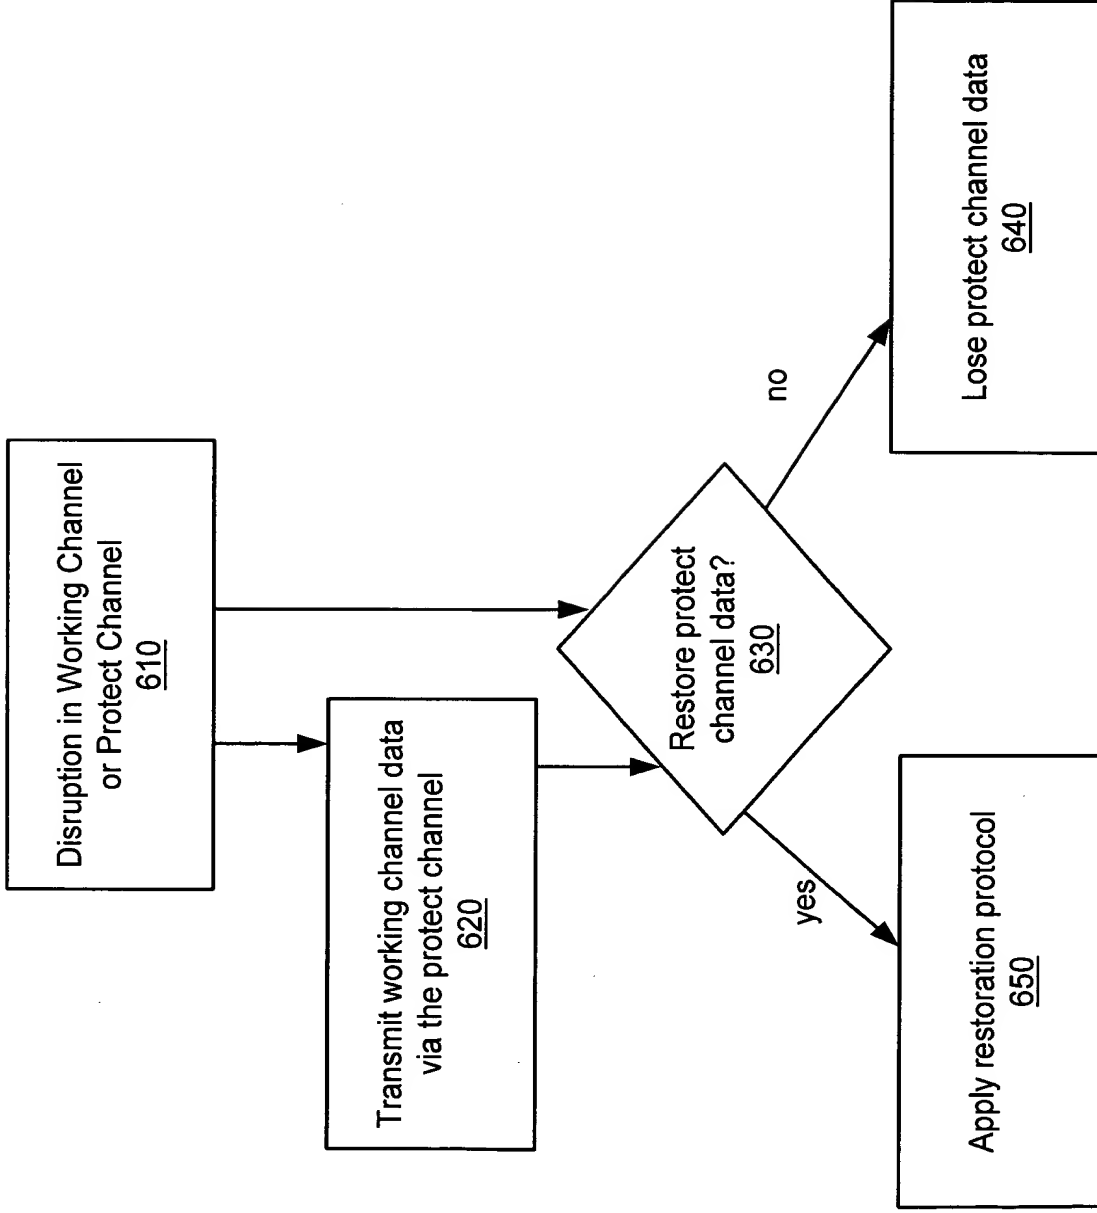 Disruption in Working Channel
or Protect Channel
610
Transmit working channel data
via the protect channel
620
Restore protect
channel data?
630
yes
no
Apply restoration protocol
650
Lose protect channel data
640